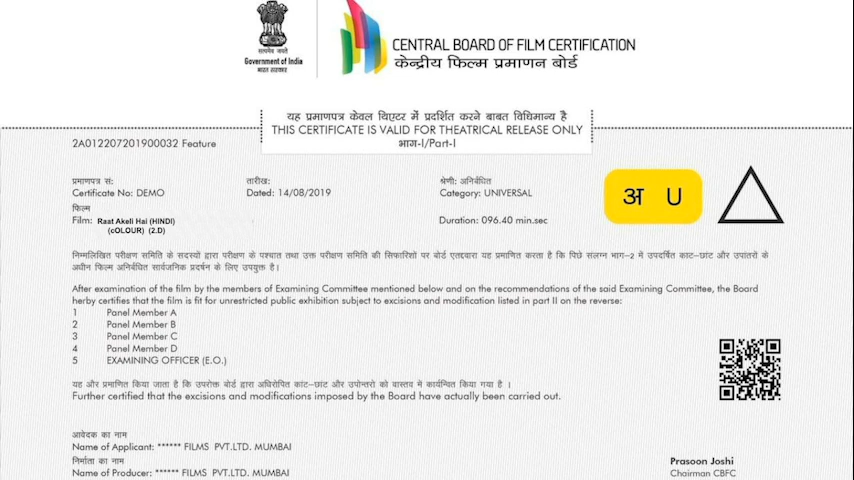 सत्यमेव जयते
Government of India
भारत सरकार
CENTRAL BOARD OF FILM CERTIFICATION
केन्द्रीय फिल्म प्रमाणन बोर्ड
यह प्रमाणपत्र केवल थिएटर में प्रदर्शित करने बाबत विधिमान्य है
THIS CERTIFICATE IS VALID FOR THEATRICAL RELEASE ONLY
भाग-I/Part-I
2A012207201900032 Feature
प्रमाणपत्र सं: तारीख: श्रेणी: अनिर्बंधित
Certificate No: DEMO Dated: 14/08/2019 Category: UNIVERSAL
अ U
फिल्म
Film: Raat Akeli Hai (HINDI) Duration: 096.40 min.sec
(cOLOUR) (2.D)
निम्नलिखित परीक्षण समिति के सदस्यों द्वारा परीक्षण के पश्चात तथा उक्त परीक्षण समिति की सिफारिशों पर बोर्ड एतद्वारा यह प्रमाणित करता है कि पिछे संलग्न भाग-2 में उपदर्षित काट-छांट और उपांतरो के
अधीन फिल्म अनिर्बंधित सार्वजनिक प्रदर्षन के लिए उपयुक्त है।
After examination of the film by the members of Examining Committee mentioned below and on the recommendations of the said Examining Committee, the Board
herby certifies that the film is fit for unrestricted public exhibition subject to excisions and modification listed in part II on the reverse:
1 Panel Member A
2 Panel Member B
3 Panel Member C
4 Panel Member D
5 EXAMINING OFFICER (E.O.)
यह और प्रमाणित किया जाता है कि उपरोक्त बोर्ड द्वारा अधिरोपित कांट-छांट और उपोन्तरो को वास्तव में कार्यन्वित किया गया है ।
Further certified that the excisions and modifications imposed by the Board have actually been carried out.
आवेदक का नाम
Name of Applicant: ****** FILMS PVT.LTD. MUMBAI
निर्माता का नाम
Name of Producer: ****** FILMS PVT.LTD. MUMBAI
Prasoon Joshi
Chairman CBFC